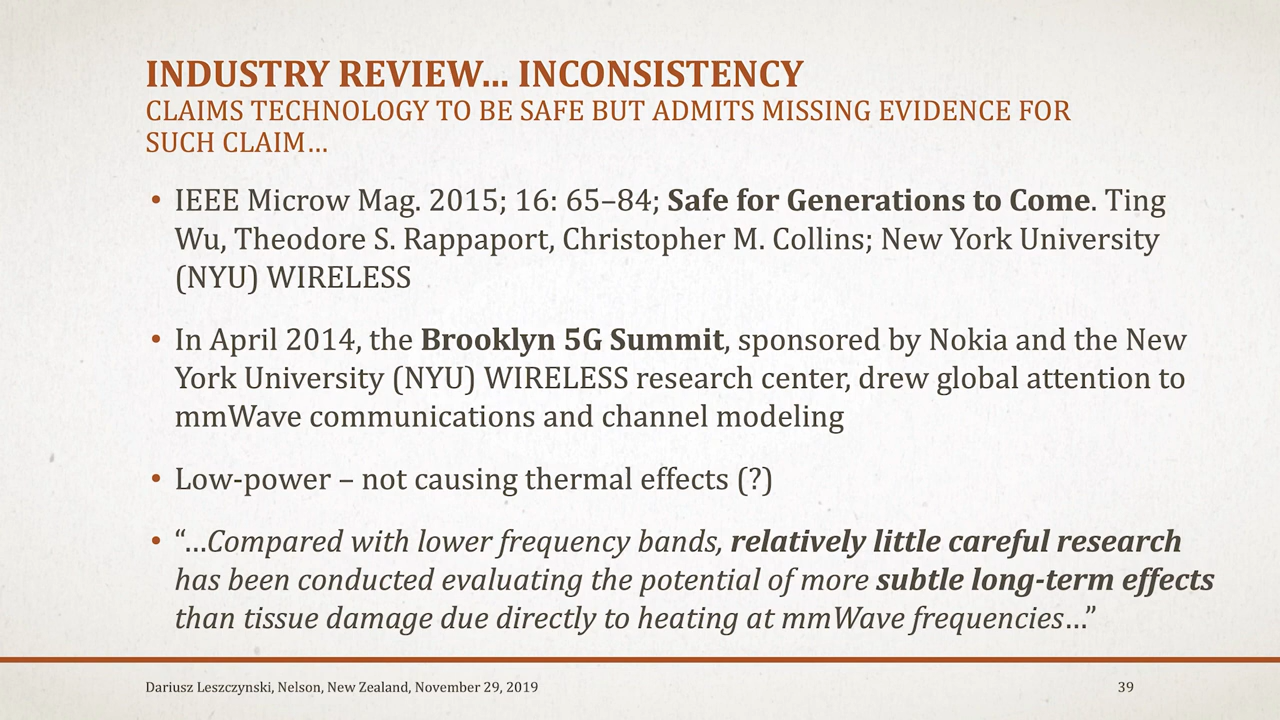 INDUSTRY REVIEW… INCONSISTENCY
CLAIMS TECHNOLOGY TO BE SAFE BUT ADMITS MISSING EVIDENCE FOR
SUCH CLAIM…
• IEEE Microw Mag. 2015; 16: 65–84; Safe for Generations to Come. Ting
Wu, Theodore S. Rappaport, Christopher M. Collins; New York University
(NYU) WIRELESS
• In April 2014, the Brooklyn 5G Summit, sponsored by Nokia and the New
York University (NYU) WIRELESS research center, drew global attention to
mmWave communications and channel modeling
• Low-power – not causing thermal effects (?)
• “…Compared with lower frequency bands, relatively little careful research
has been conducted evaluating the potential of more subtle long-term effects
than tissue damage due directly to heating at mmWave frequencies…”
Dariusz Leszczynski, Nelson, New Zealand, November 29, 2019
39